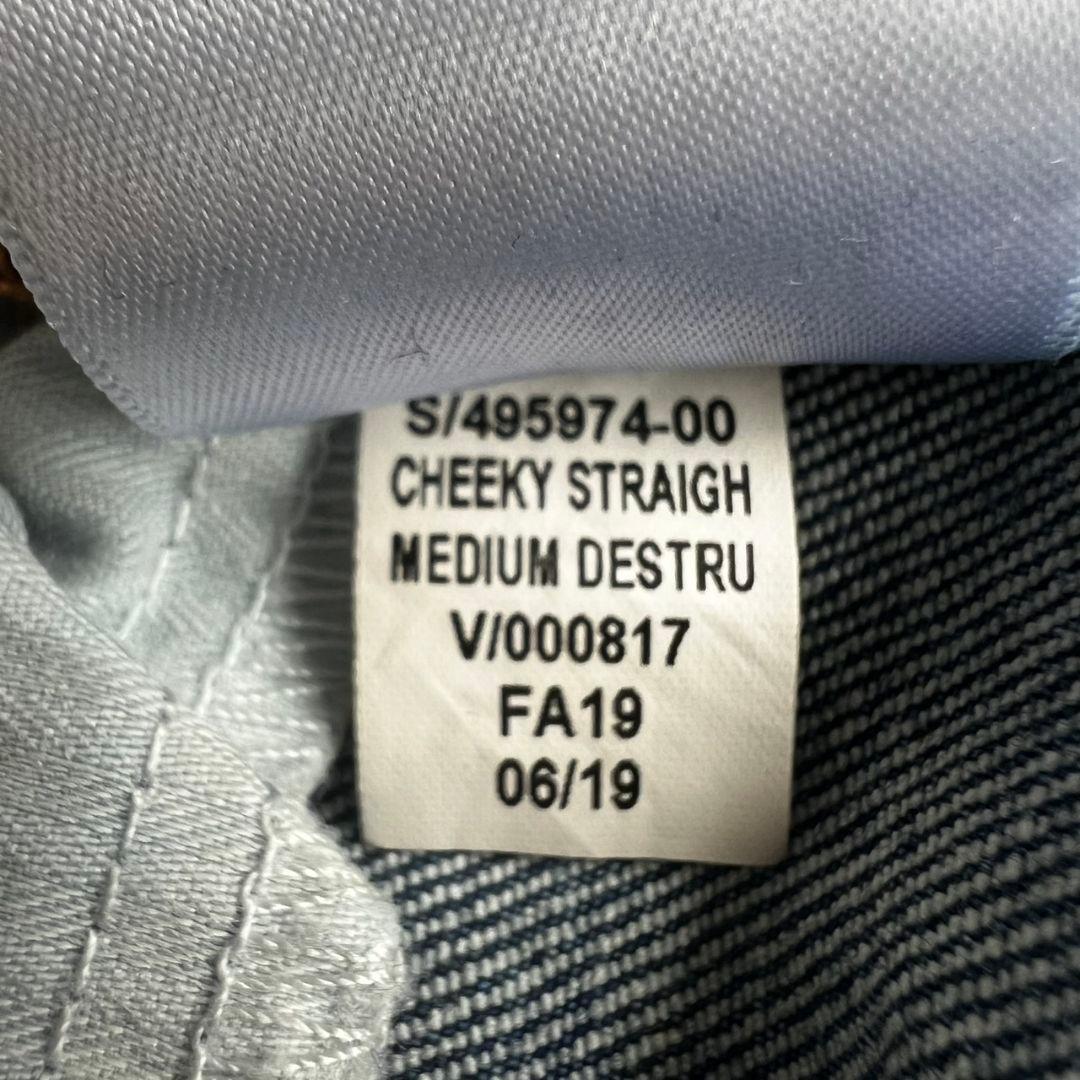 S/495974-00
CHEEKY STRAIGH
MEDIUM DESTRU
V/000817
FA19
06/19